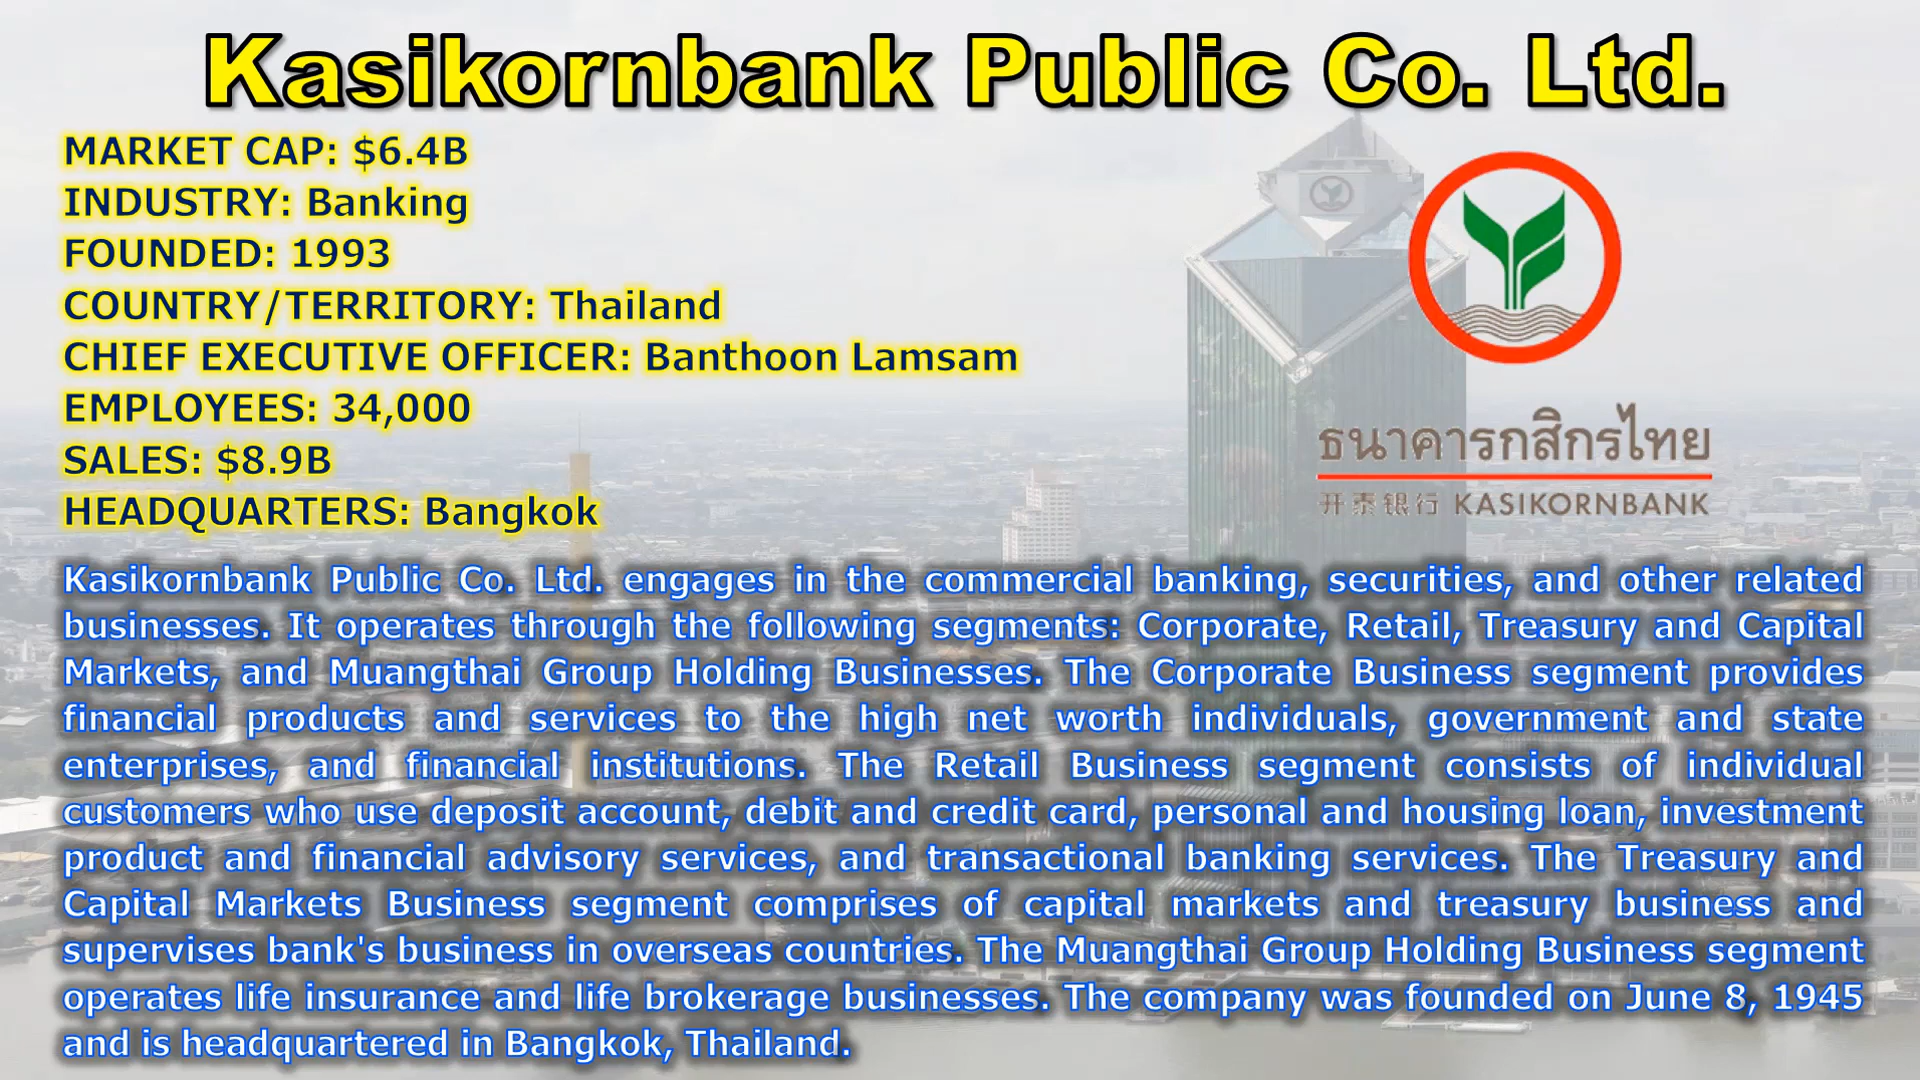 Kasikornbank Public Co. Ltd.
MARKET CAP: $6.4B
INDUSTRY: Banking
FOUNDED: 1993
COUNTRY/TERRITORY: Thailand
CHIEF EXECUTIVE OFFICER: Banthoon Lamsam
EMPLOYEES: 34,000
SALES: $8.9B
HEADQUARTERS: Bangkok
ธนาคารกสิกรไทย
开泰银行 KASIKORNBANK
Kasikornbank Public Co. Ltd. engages in the commercial banking, securities, and other related
businesses. It operates through the following segments: Corporate, Retail, Treasury and Capital
Markets, and Muangthai Group Holding Businesses. The Corporate Business segment provides
financial products and services to the high net worth individuals, government and state
enterprises, and financial institutions. The Retail Business segment consists of individual
customers who use deposit account, debit and credit card, personal and housing loan, investment
product and financial advisory services, and transactional banking services. The Treasury and
Capital Markets Business segment comprises of capital markets and treasury business and
supervises bank's business in overseas countries. The Muangthai Group Holding Business segment
operates life insurance and life brokerage businesses. The company was founded on June 8, 1945
and is headquartered in Bangkok, Thailand.